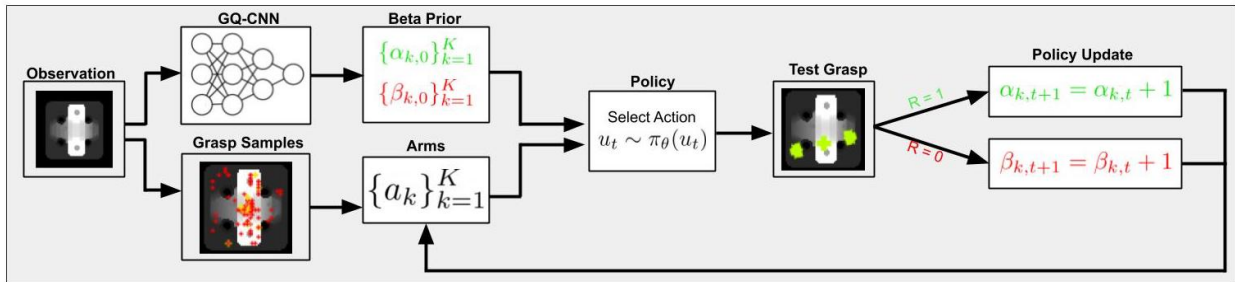 Observation
GQ-CNN
Grasp Samples
Beta Prior
{α_{k,0}}_{k=1}^{K}
{β_{k,0}}_{k=1}^{K}
Arms
{a_k}_{k=1}^{K}
Policy
Select Action
u_t ∼ π_θ(u_t)
Test Grasp
R = 1
R=0
Policy Update
α_{k,t+1} = α_{k,t} + 1
β_{k,t+1} = β_{k,t} + 1